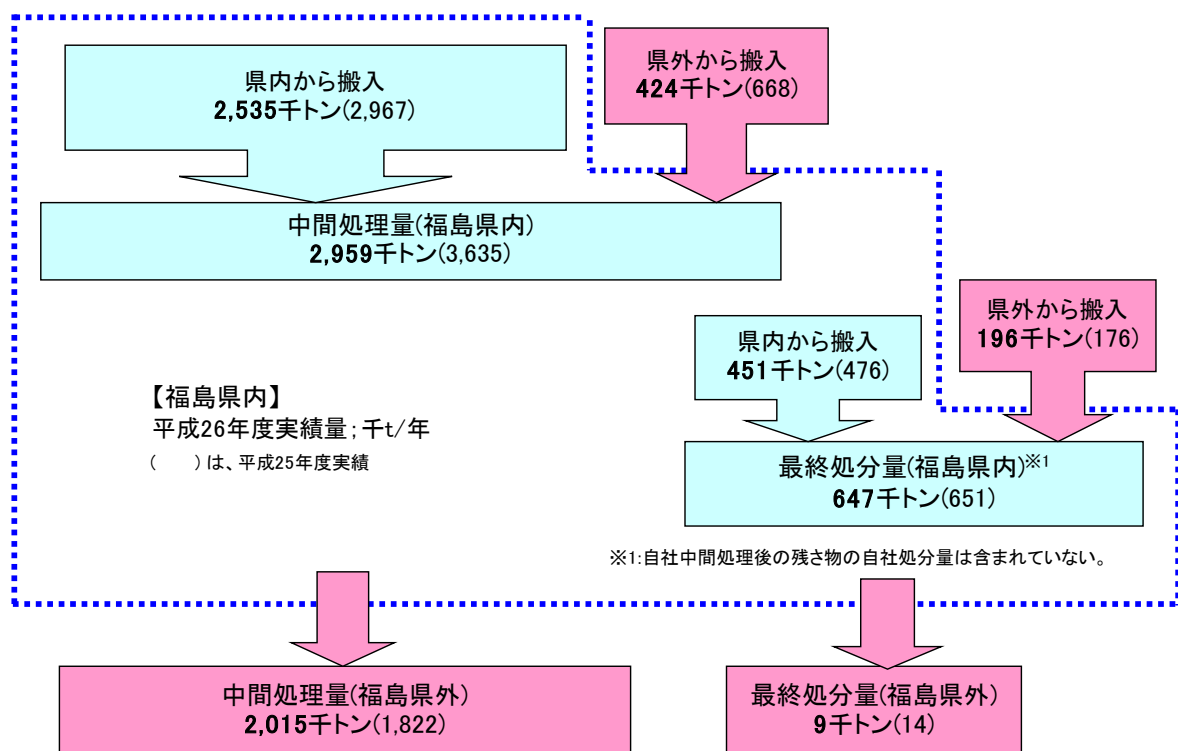 県内から搬入
2,535千トン(2,967)
県外から搬入
424千トン(668)
中間処理量(福島県内)
2,959千トン(3,635)
県外から搬入
196千トン(176)
県内から搬入
451千トン(476)
【福島県内】
平成26年度実績量;千t/年
(　　)は、平成25年度実績
最終処分量(福島県内)※1
647千トン(651)
※1:自社中間処理後の残さ物の自社処分量は含まれていない。
中間処理量(福島県外)
2,015千トン(1,822)
最終処分量(福島県外)
9千トン(14)